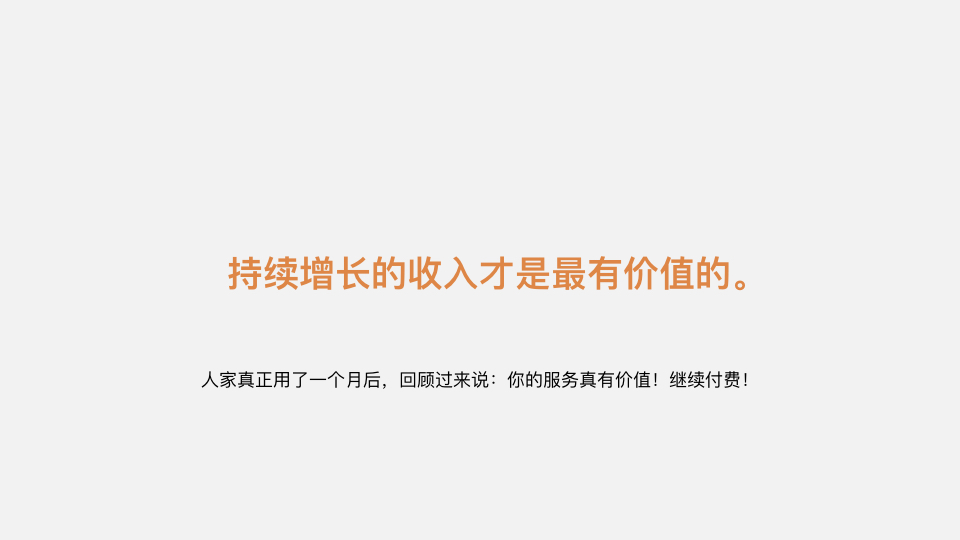 持续增长的收入才是最有价值的。
人家真正用了一个月后，回顾过来说：你的服务真有价值！继续付费！